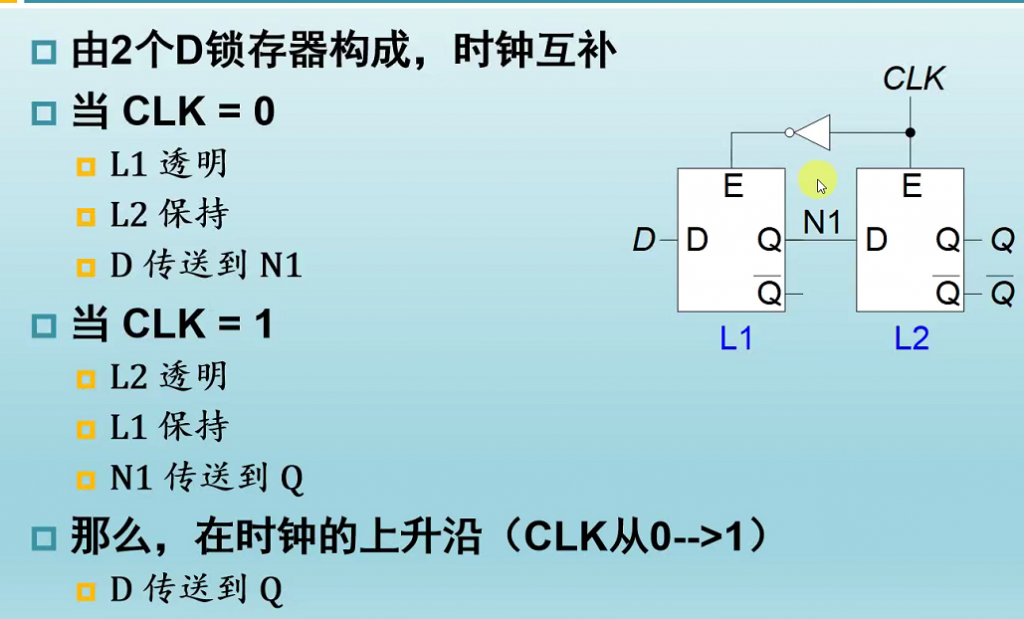 由2个D锁存器构成，时钟互补
当 CLK = 0
L1 透明
L2 保持
D 传送到 N1
当 CLK = 1
L2 透明
L1 保持
N1 传送到 Q
那么，在时钟的上升沿（CLK从0-->1）
D 传送到 Q
CLK
E E
N1
D D Q D Q Q
Q̅ Q̅ Q̅
L1 L2